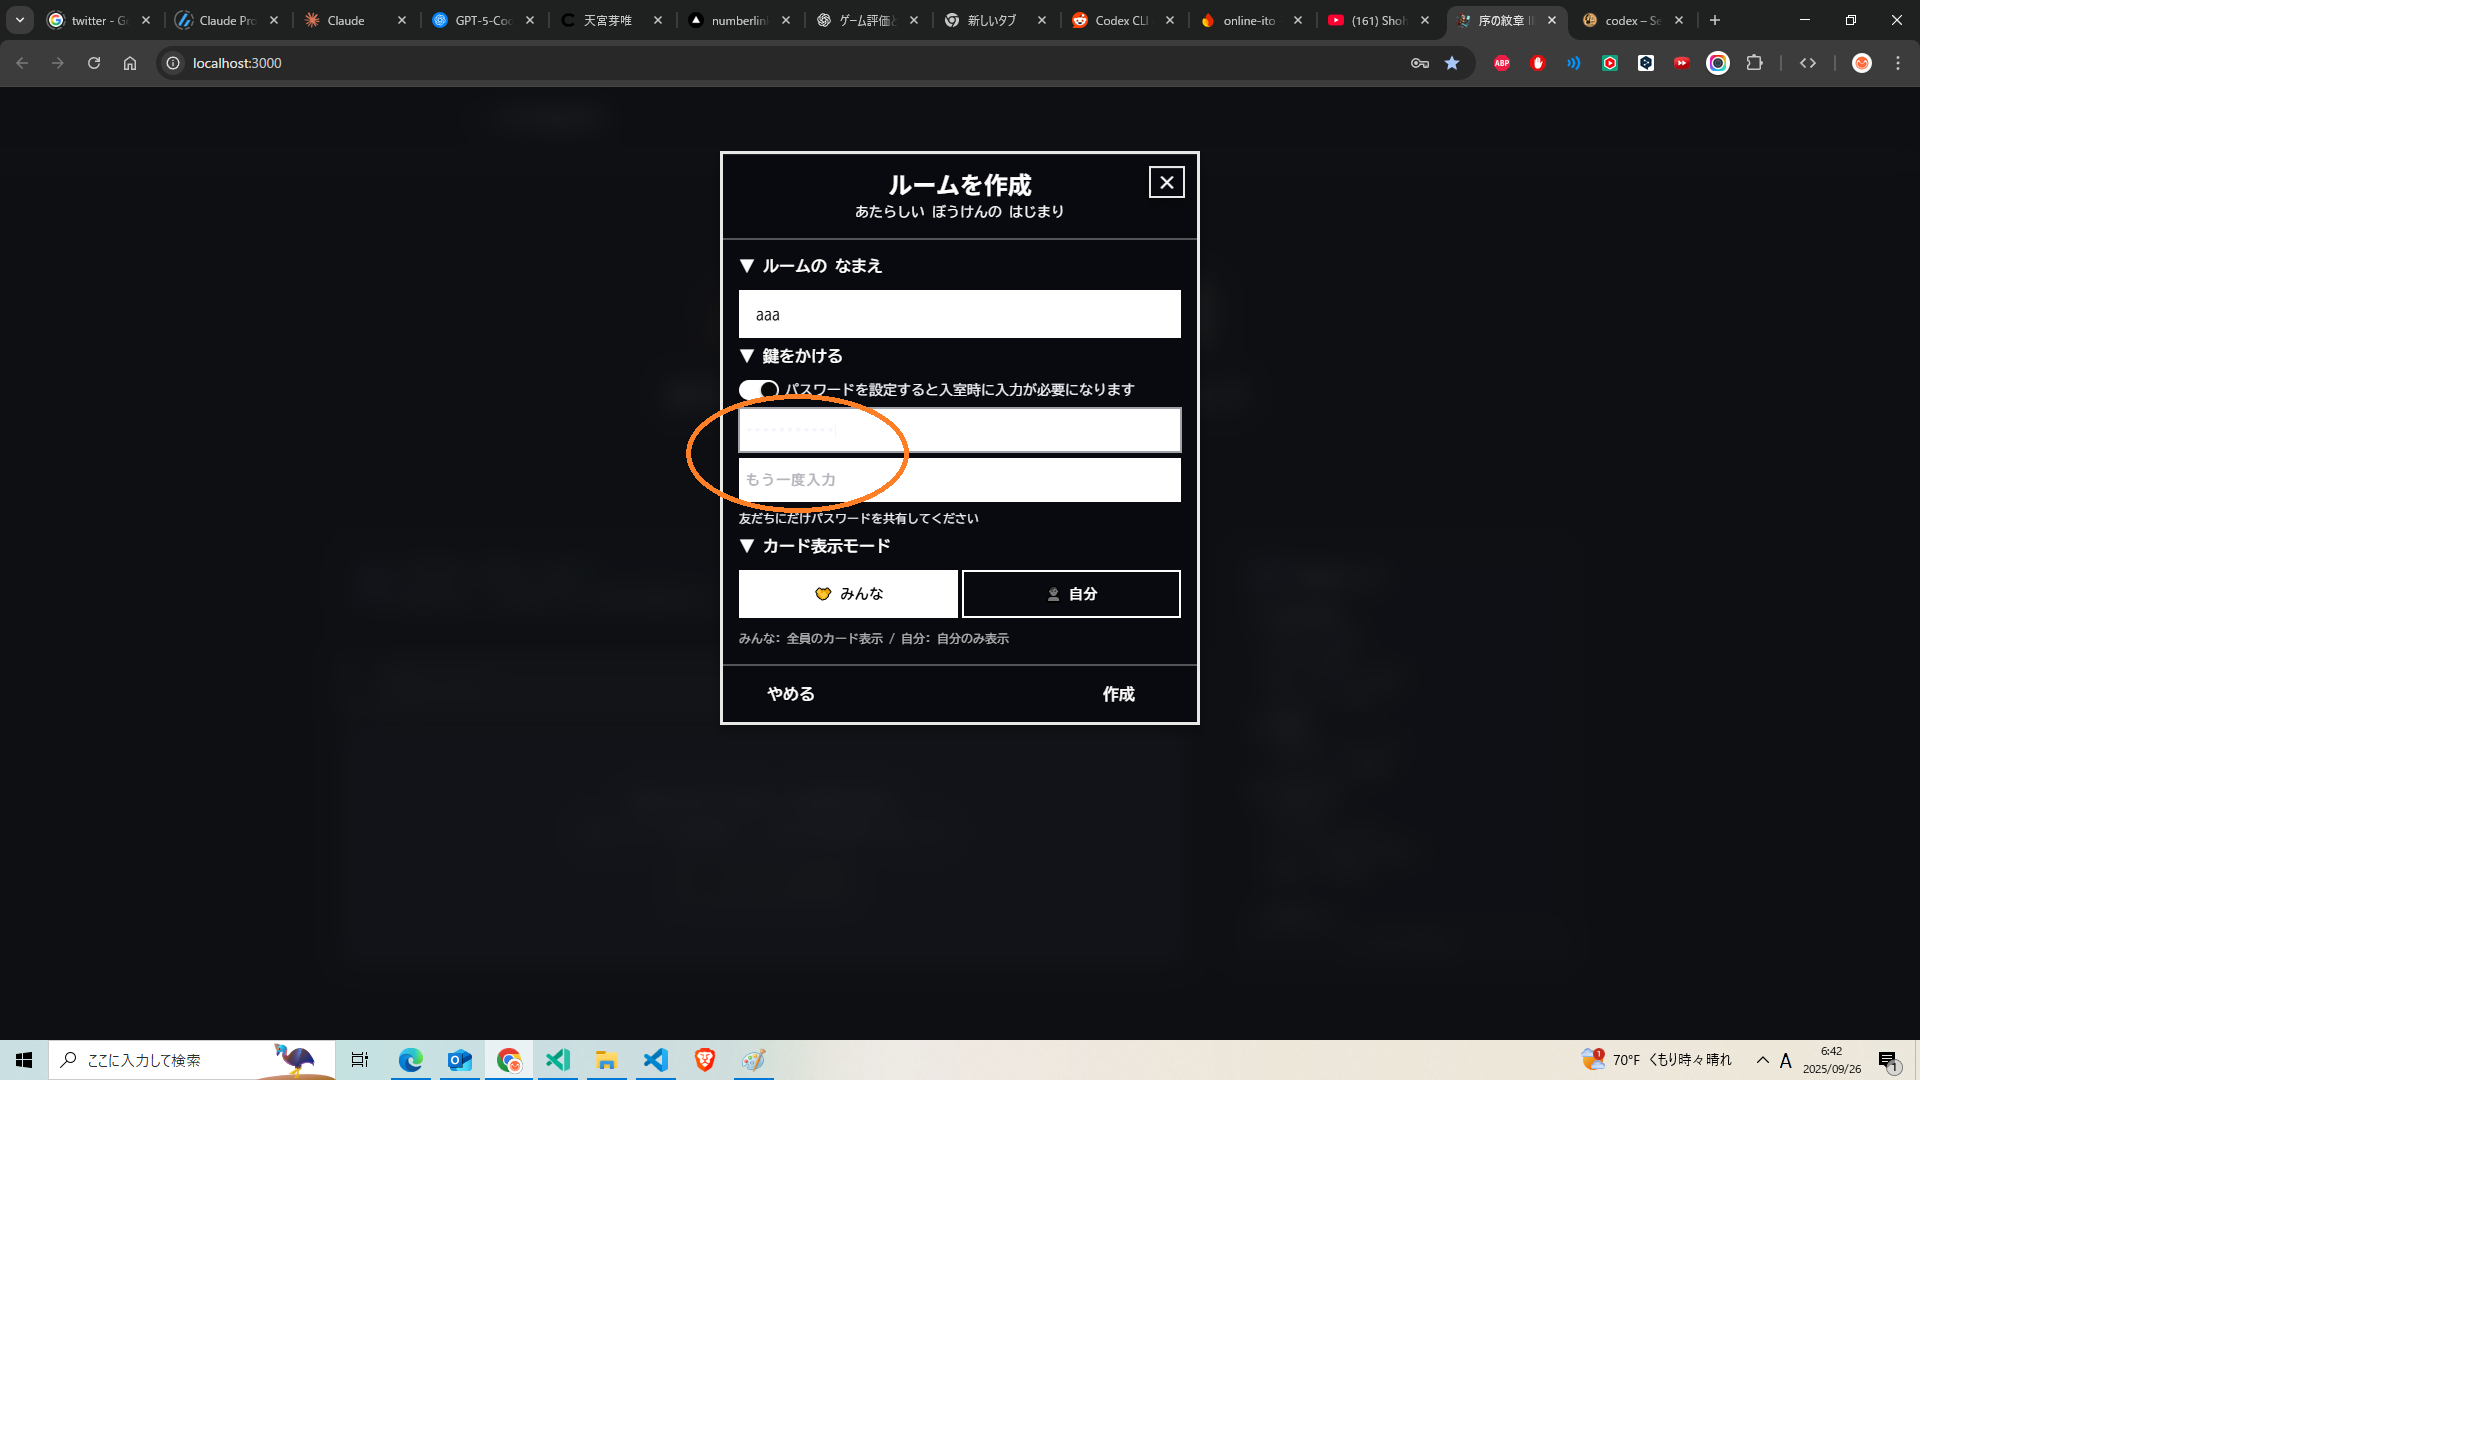 twitter - G
Claude Pro
Claude
GPT-5-Co
天宮芽唯
numberlin
ゲーム評価と
新しいタブ
Codex CLI
online-ito
(161) Shoh
序の紋章 II
codex – Se
localhost:3000
ABP
ルームを作成
あたらしい ぼうけんの はじまり
▼ ルームの なまえ
aaa
▼ 鍵をかける
パスワードを設定すると入室時に入力が必要になります
もう一度入力
友だちにだけパスワードを共有してください
▼ カード表示モード
みんな
自分
みんな: 全員のカード表示 / 自分: 自分のみ表示
やめる
作成
ここに入力して検索
1
70°F くもり時々晴れ
A
6:42
2025/09/26
1